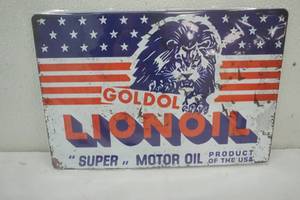 GOLDOL
LIONOIL
"SUPER„ MOTOR OIL PRODUCT
OF THE USA